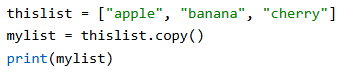 thislist = ["apple", "banana", "cherry"]
mylist = thislist.copy()
print(mylist)